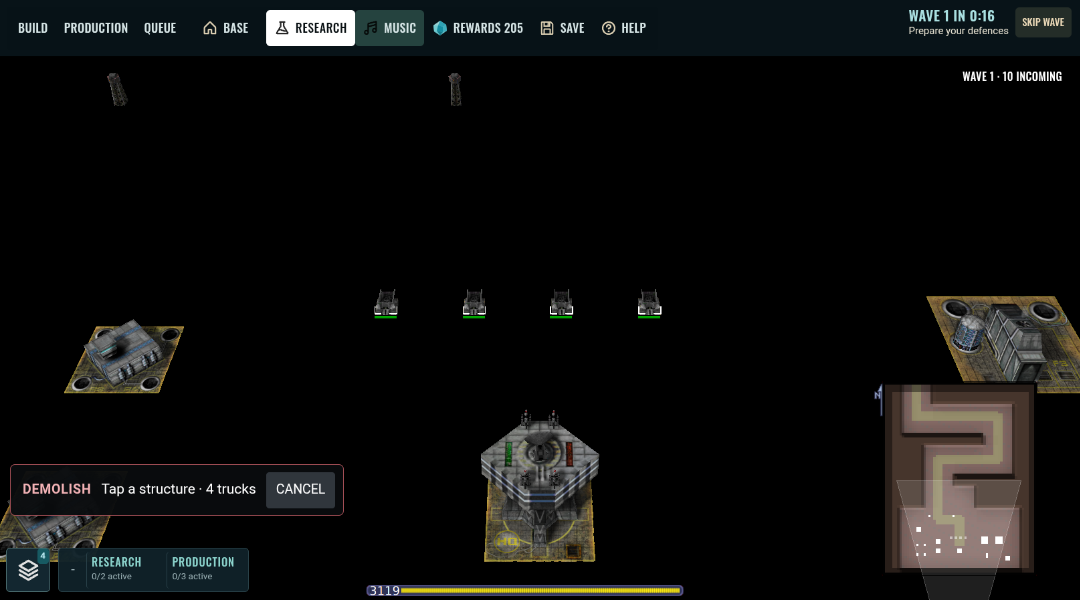 BUILD PRODUCTION QUEUE BASE RESEARCH MUSIC REWARDS 205 SAVE HELP
WAVE 1 IN 0:16
Prepare your defences
SKIP WAVE
WAVE 1 · 10 INCOMING
N
DEMOLISH Tap a structure · 4 trucks CANCEL
HQ
4
-
RESEARCH
0/2 active
PRODUCTION
0/3 active
3119